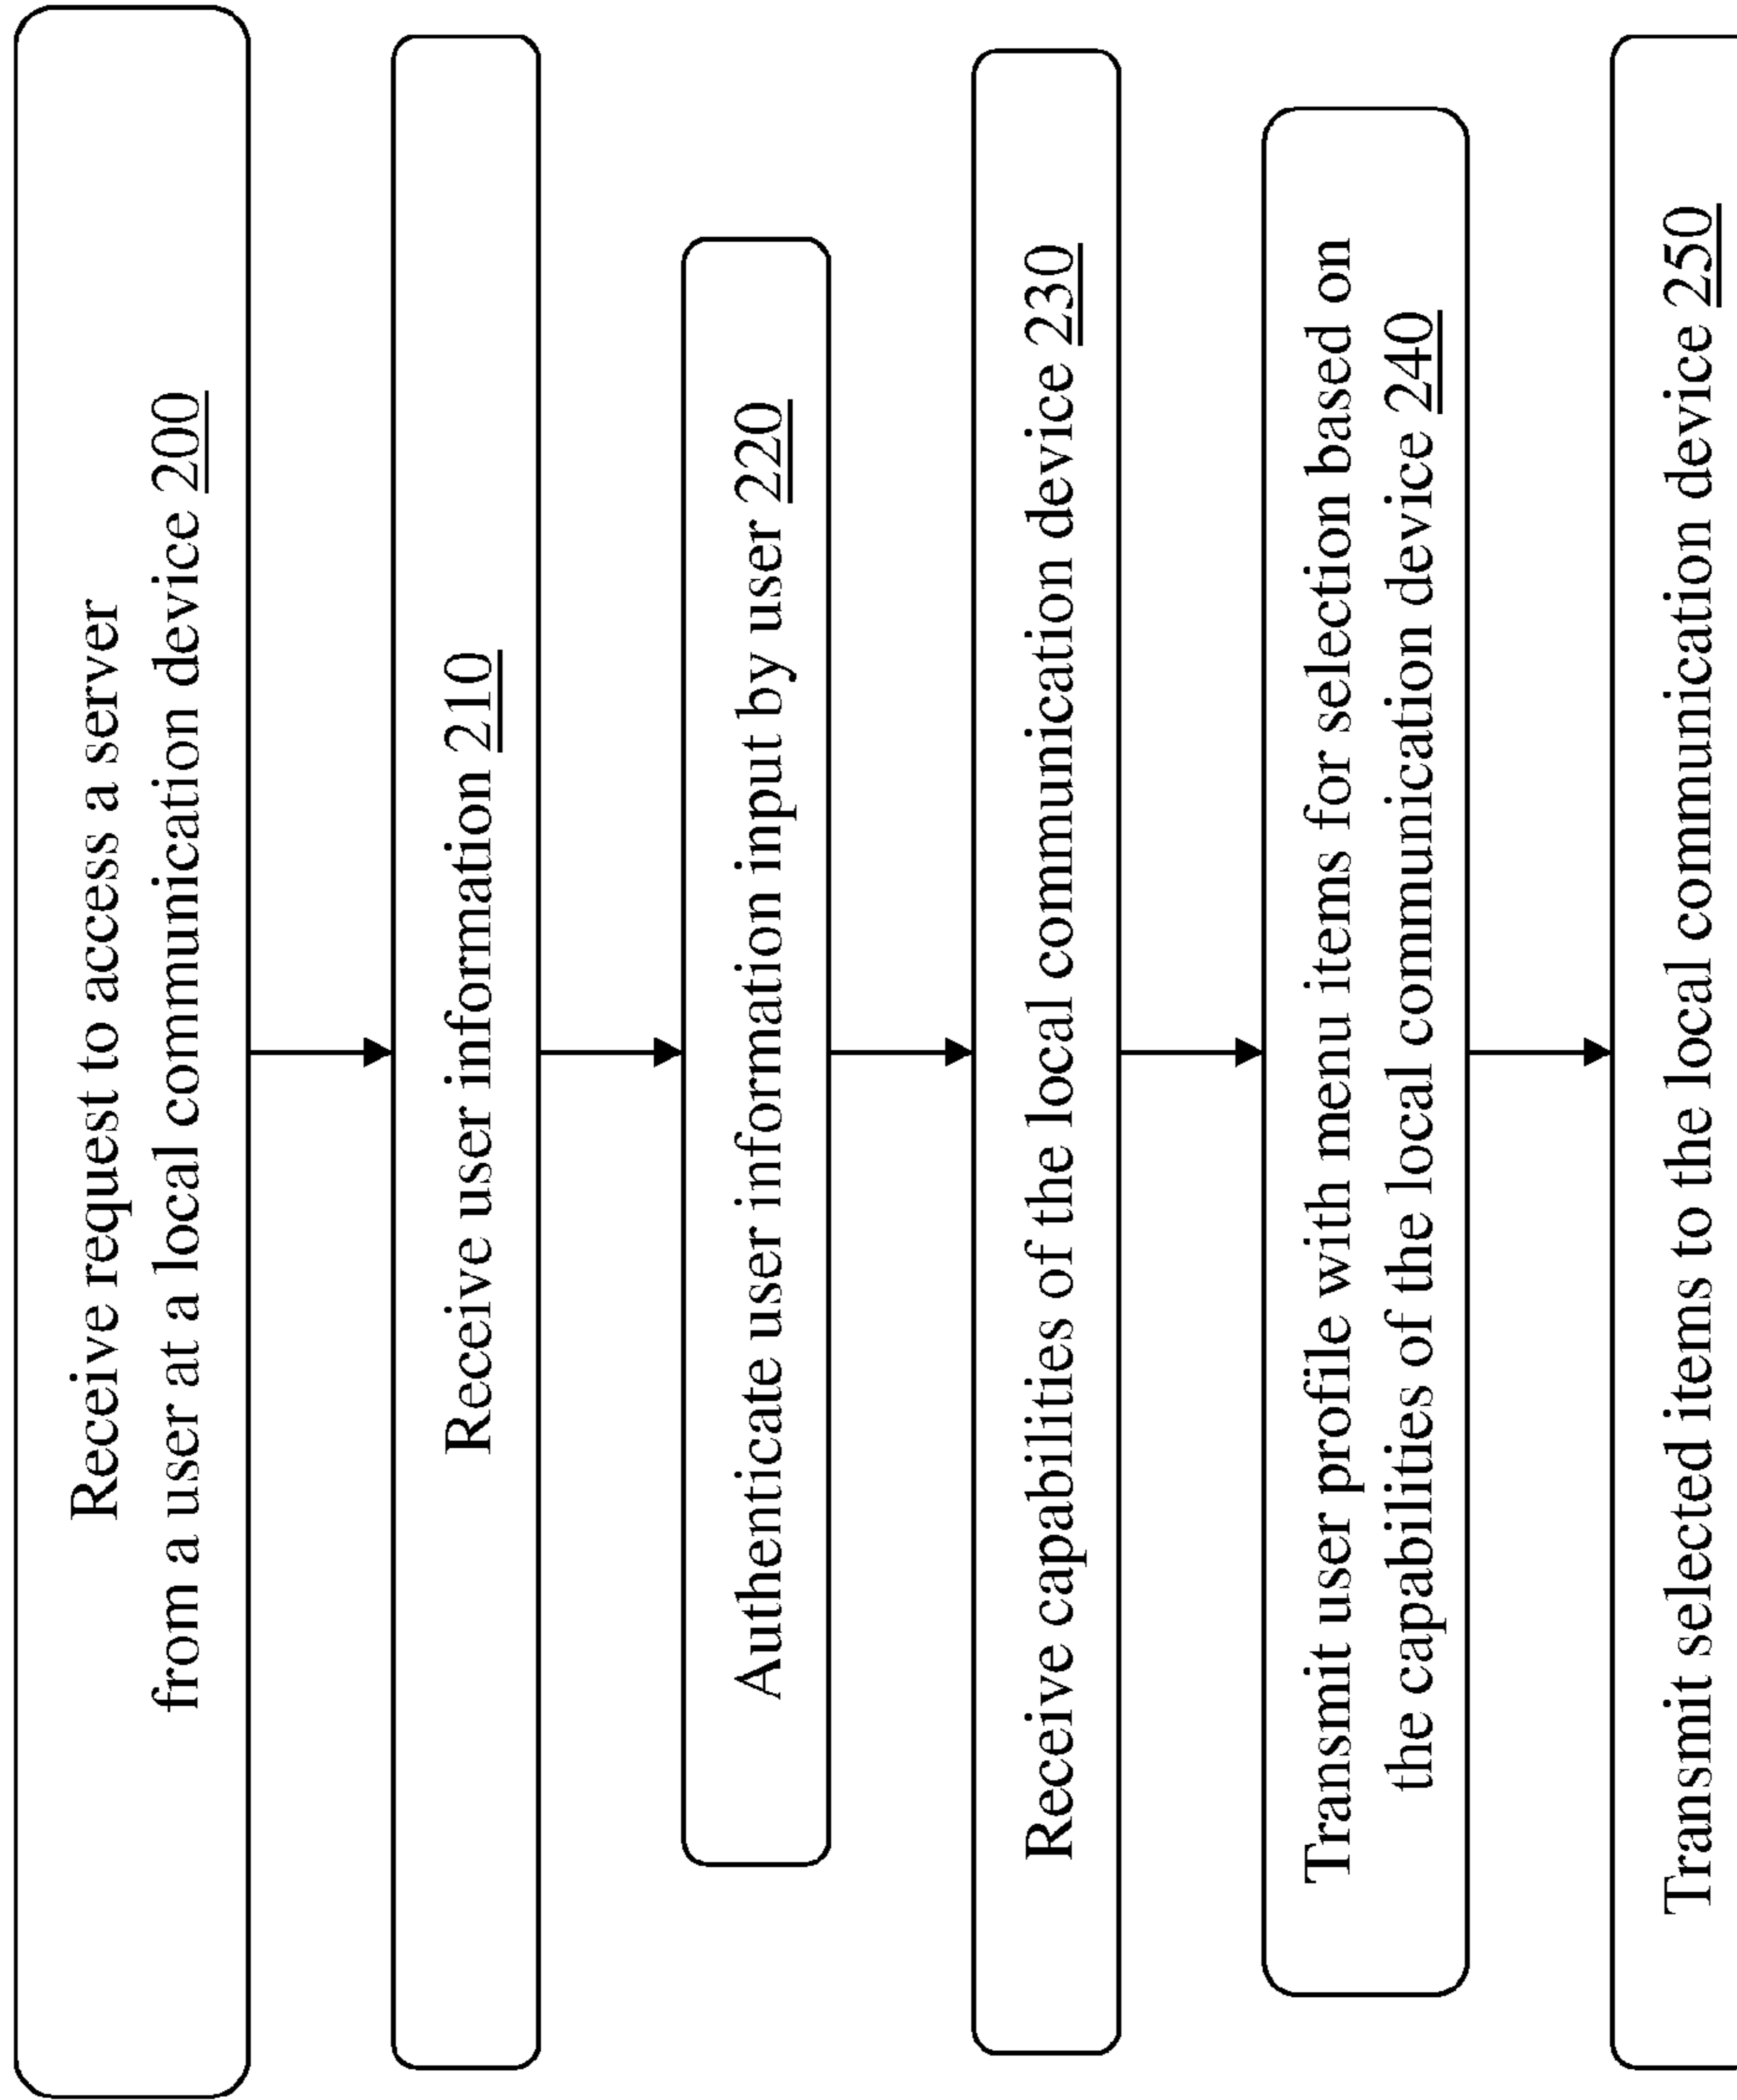 Receive request to access a server
from a user at a local communication device 200
Receive user information 210
Authenticate user information input by user 220
Receive capabilities of the local communication device 230
Transmit user profile with menu items for selection based on
the capabilities of the local communication device 240
Transmit selected items to the local communication device 250